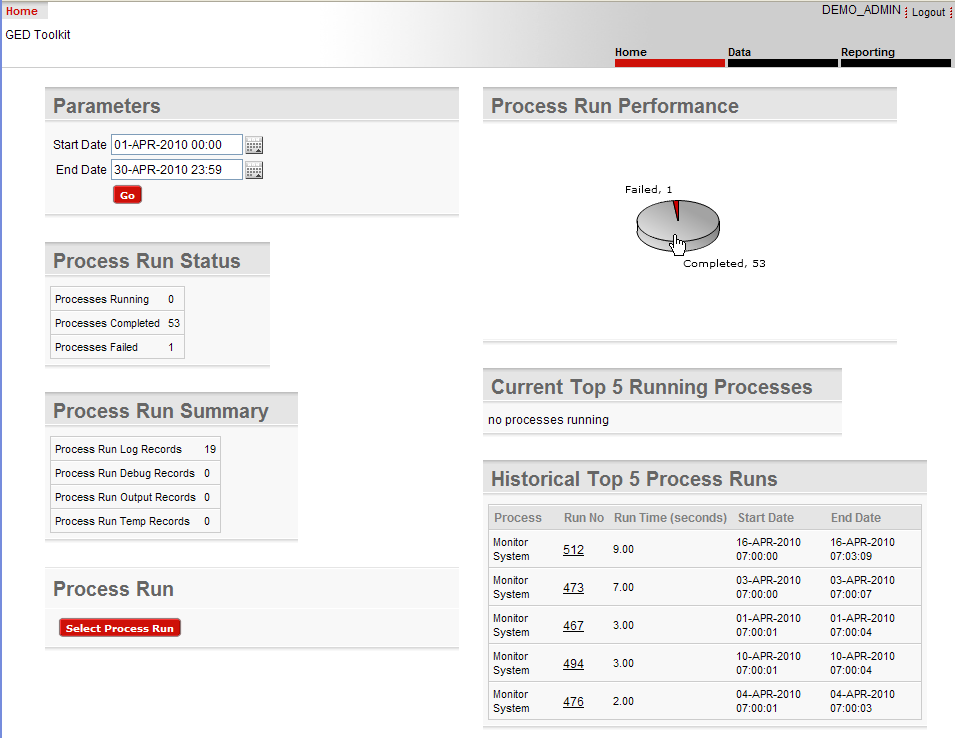 Home
DEMO_ADMIN Logout
GED Toolkit
Home Data Reporting
Parameters
Start Date 01-APR-2010 00:00
End Date 30-APR-2010 23:59
Go
Process Run Status
Processes Running 0
Processes Completed 53
Processes Failed 1
Process Run Summary
Process Run Log Records 19
Process Run Debug Records 0
Process Run Output Records 0
Process Run Temp Records 0
Process Run
Select Process Run
Process Run Performance
Failed, 1
Completed, 53
Current Top 5 Running Processes
no processes running
Historical Top 5 Process Runs
Process Run No Run Time (seconds) Start Date End Date
Monitor System 512 9.00 16-APR-2010 07:00:00 16-APR-2010 07:03:09
Monitor System 473 7.00 03-APR-2010 07:00:00 03-APR-2010 07:00:07
Monitor System 467 3.00 01-APR-2010 07:00:01 01-APR-2010 07:00:04
Monitor System 494 3.00 10-APR-2010 07:00:01 10-APR-2010 07:00:04
Monitor System 476 2.00 04-APR-2010 07:00:01 04-APR-2010 07:00:03